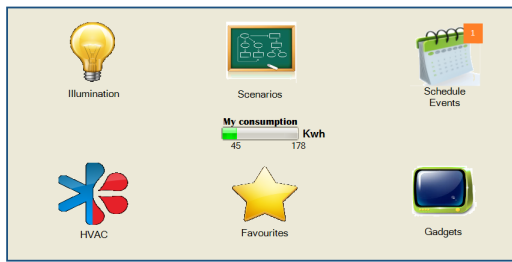 1
Illumination
Scenarios
Schedule
Events
My consumption
Kwh
45 178
HVAC
Favourites
Gadgets